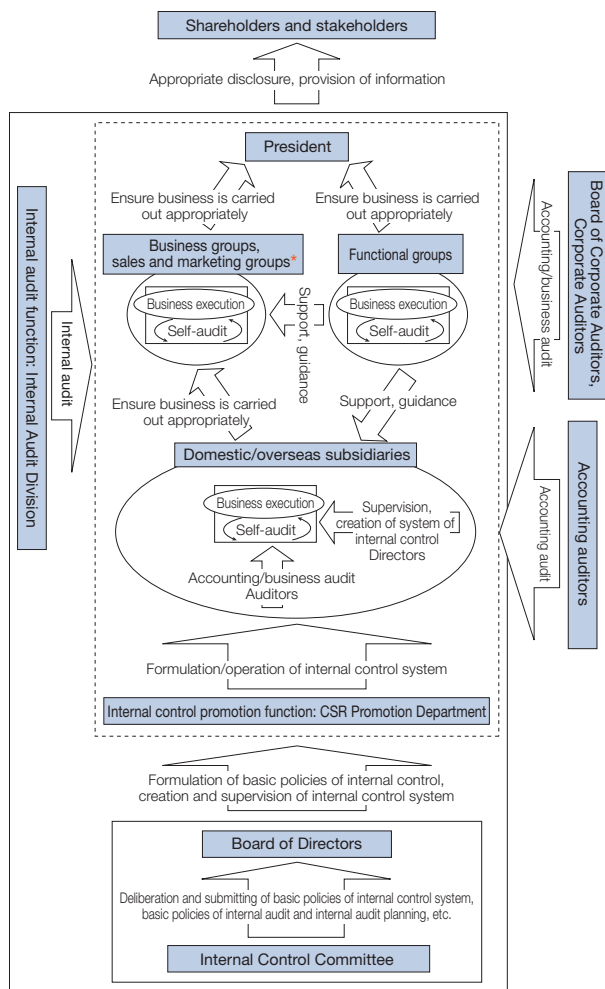 Shareholders and stakeholders
Appropriate disclosure, provision of information
President
Ensure business is carried
out appropriately
Ensure business is carried
out appropriately
Business groups,
sales and marketing groups*
Functional groups
Business execution
Self-audit
Support,
guidance
Business execution
Self-audit
Ensure business is carried
out appropriately
Support, guidance
Domestic/overseas subsidiaries
Business execution
Self-audit
Supervision,
creation of system of
internal control
Directors
Accounting/business audit
Auditors
Formulation/operation of internal control system
Internal control promotion function: CSR Promotion Department
Formulation of basic policies of internal control,
creation and supervision of internal control system
Board of Directors
Deliberation and submitting of basic policies of internal control system,
basic policies of internal audit and internal audit planning, etc.
Internal Control Committee
Internal audit function: Internal Audit Division
Internal audit
Board of Corporate Auditors,
Corporate Auditors
Accounting/business audit
Accounting auditors
Accounting audit